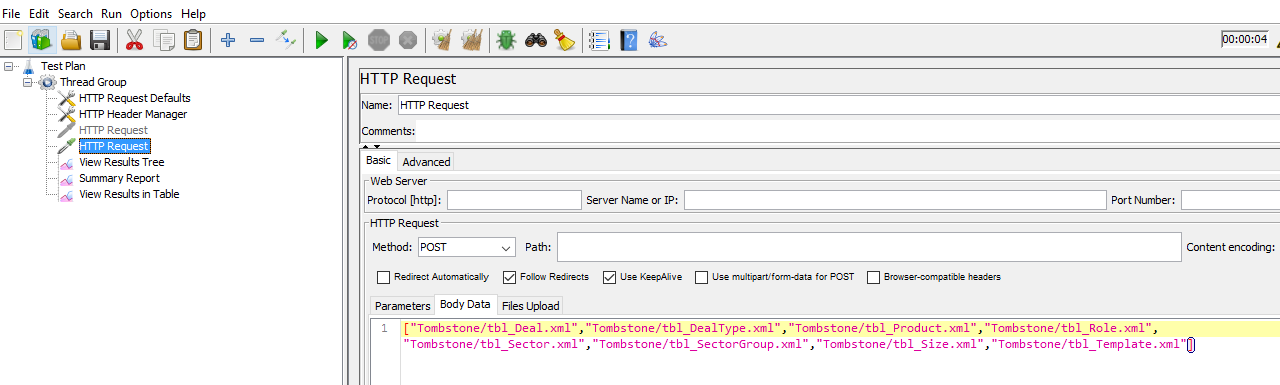 File Edit Search Run Options Help
00:00:04
Test Plan
Thread Group
HTTP Request Defaults
HTTP Header Manager
HTTP Request
HTTP Request
View Results Tree
Summary Report
View Results in Table
HTTP Request
Name: HTTP Request
Comments:
Basic Advanced
Web Server
Protocol [http]: Server Name or IP: Port Number:
HTTP Request
Method: POST Path: Content encoding:
Redirect Automatically Follow Redirects Use KeepAlive Use multipart/form-data for POST Browser-compatible headers
Parameters Body Data Files Upload
1 ["Tombstone/tbl_Deal.xml","Tombstone/tbl_DealType.xml","Tombstone/tbl_Product.xml","Tombstone/tbl_Role.xml",
"Tombstone/tbl_Sector.xml","Tombstone/tbl_SectorGroup.xml","Tombstone/tbl_Size.xml","Tombstone/tbl_Template.xml"]